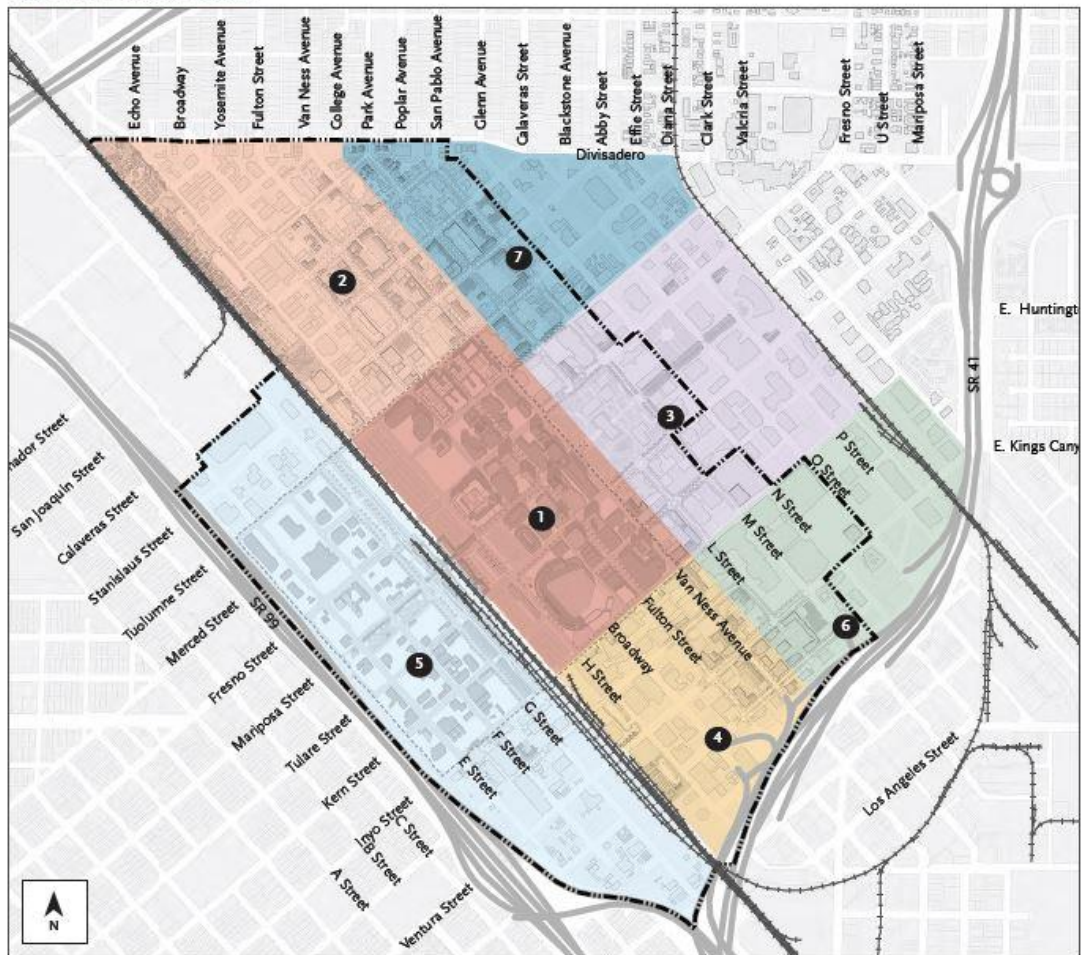 Echo Avenue
Broadway
Yosemite Avenue
Fulton Street
Van Ness Avenue
College Avenue
Park Avenue
Poplar Avenue
San Pablo Avenue
Glenn Avenue
Calaveras Street
Blackstone Avenue
Abby Street
Effie Street
Diana Street
Clark Street
Valeria Street
Fresno Street
U Street
Mariposa Street
Divisadero
7
2
E. Huntingt
SR 41
3
E. Kings Cany
nador Street
San Joaquin Street
Calaveras Street
Stanislaus Street
Tuolumne Street
Merced Street
Fresno Street
Mariposa Street
Tulare Street
Kern Street
Inyo Street
Ventura Street
SR 99
P Street
O Street
N Street
M Street
L Street
1
Van Ness Avenue
Fulton Street
Broadway
H Street
6
5
G Street
F Street
E Street
4
Los Angeles Street
C Street
B Street
A Street
N